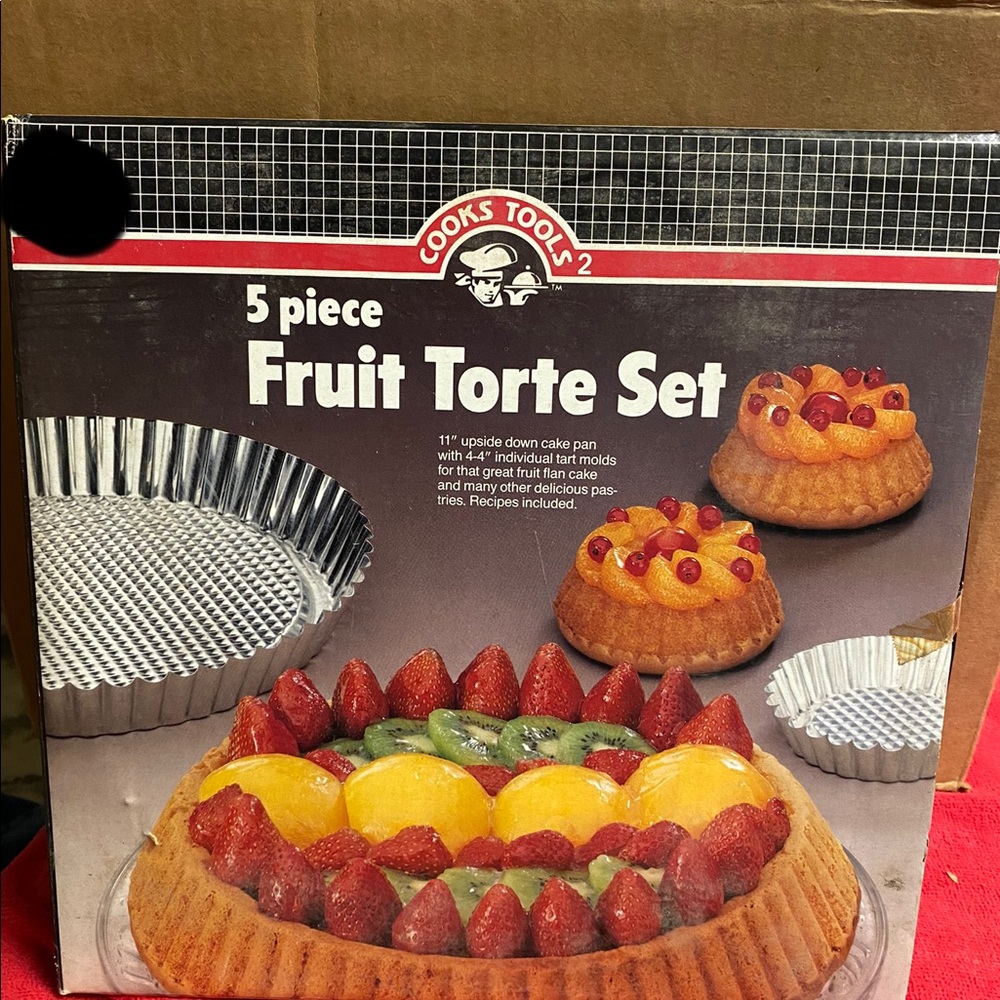 COOKS TOOLS 2
TM
5 piece
Fruit Torte Set
11" upside down cake pan
with 4-4" individual tart molds
for that great fruit flan cake
and many other delicious pas-
tries. Recipes included.